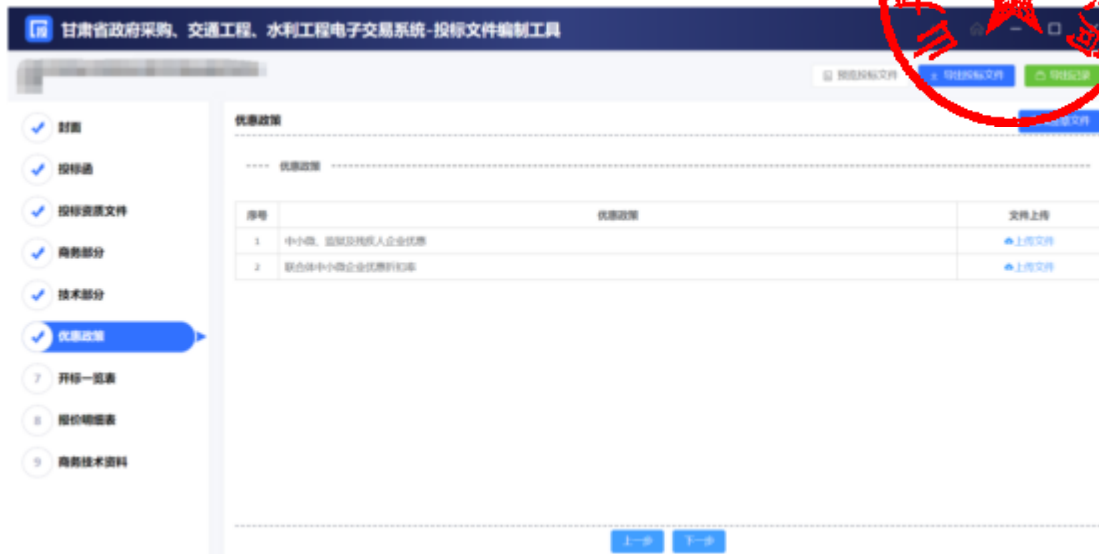 甘肃省政府采购、交通工程、水利工程电子交易系统-投标文件编制工具
预览投标文件
导出投标文件
导出记录
封面
投标函
投标资质文件
商务部分
技术部分
优惠政策
7 开标一览表
8 报价明细表
9 商务技术资料
优惠政策
优惠政策
序号 优惠政策 文件上传
1 中小微、监狱及残疾人企业优惠 上传文件
2 联合体中小微企业优惠折扣率 上传文件
上一步 下一步